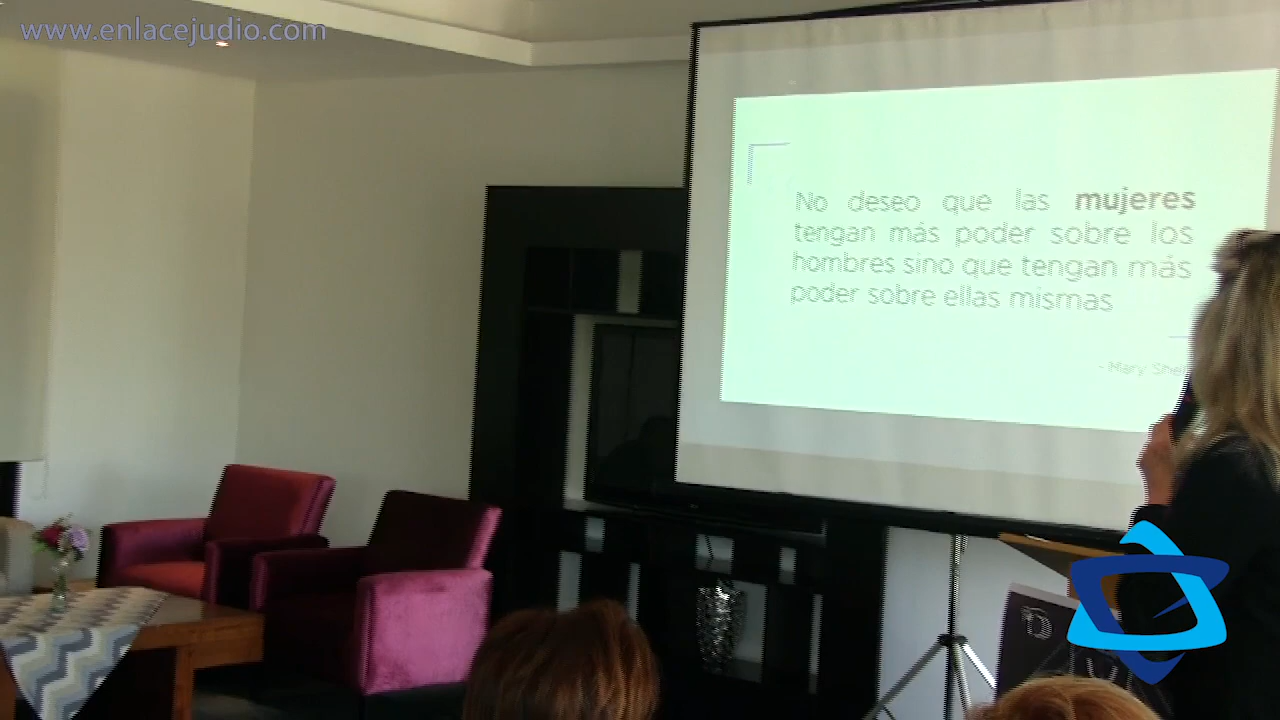 www.enlacejudio.com
No deseo que las mujeres
tengan más poder sobre los
hombres sino que tengan más
poder sobre ellas mismas
- Mary